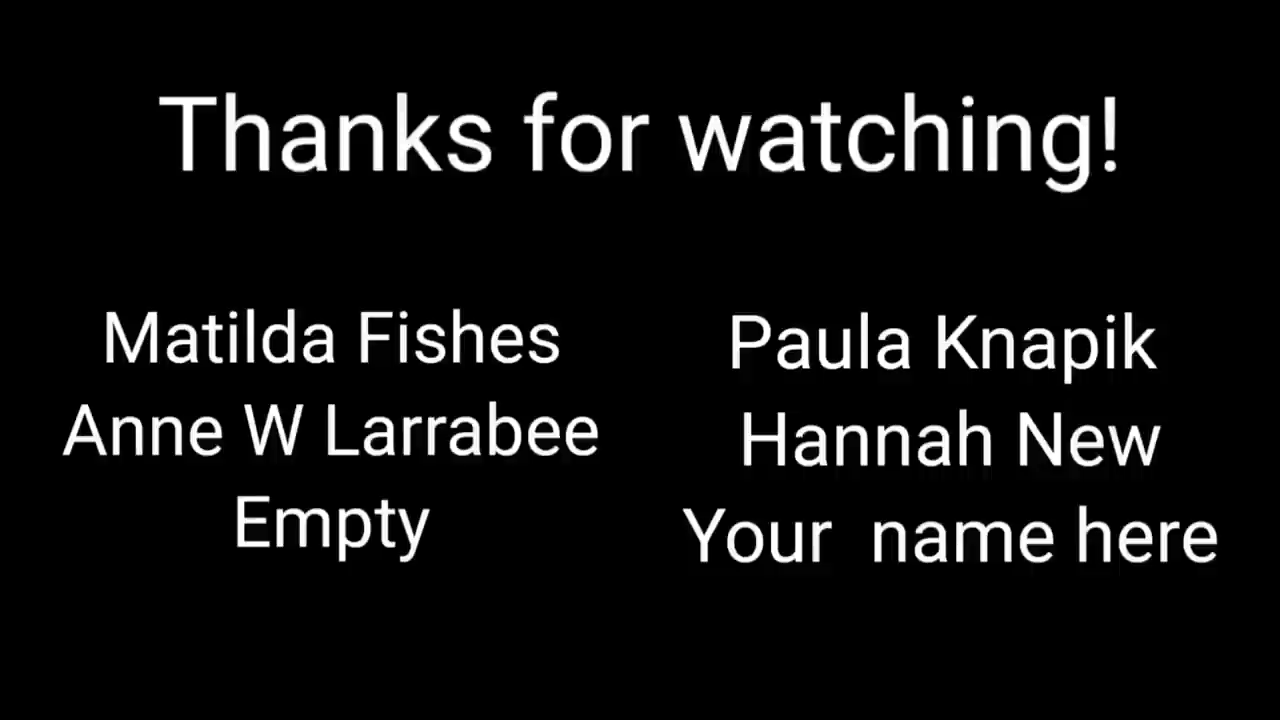 Thanks for watching!
Matilda Fishes
Anne W Larrabee
Empty
Paula Knapik
Hannah New
Your  name here